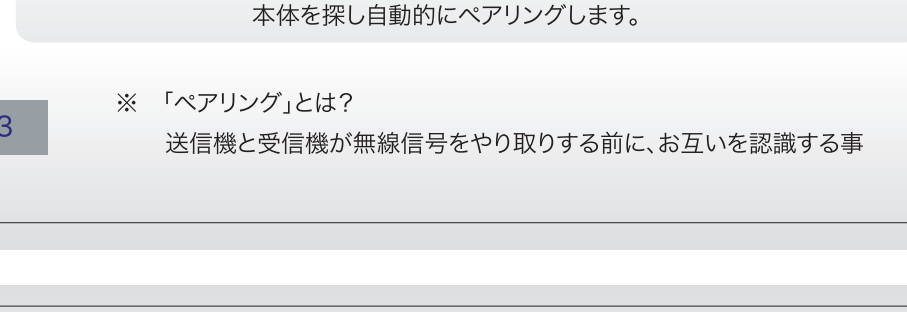 本体を探し自動的にペアリングします。
※　「ペアリング」とは？
送信機と受信機が無線信号をやり取りする前に、お互いを認識する事
3